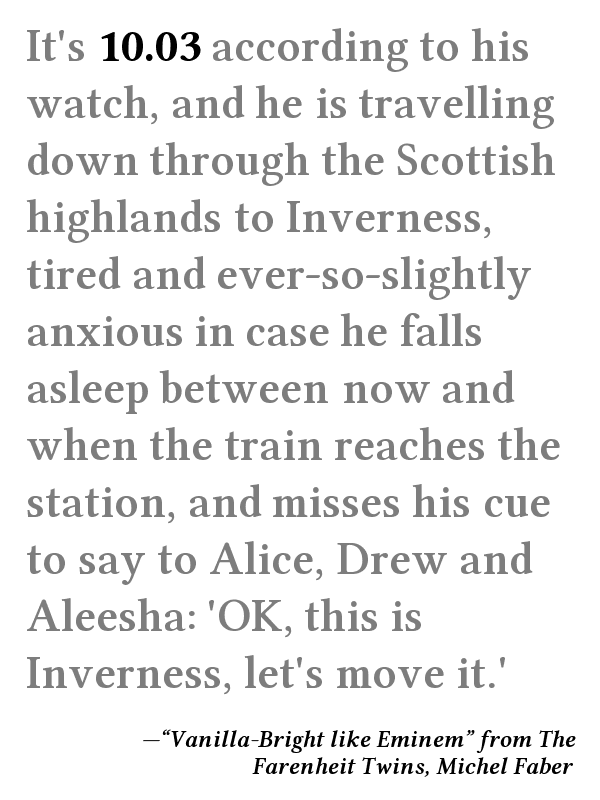 It's 10.03 according to his
watch, and he is travelling
down through the Scottish
highlands to Inverness,
tired and ever-so-slightly
anxious in case he falls
asleep between now and
when the train reaches the
station, and misses his cue
to say to Alice, Drew and
Aleesha: 'OK, this is
Inverness, let's move it.'
—“Vanilla-Bright like Eminem” from The
Farenheit Twins, Michel Faber